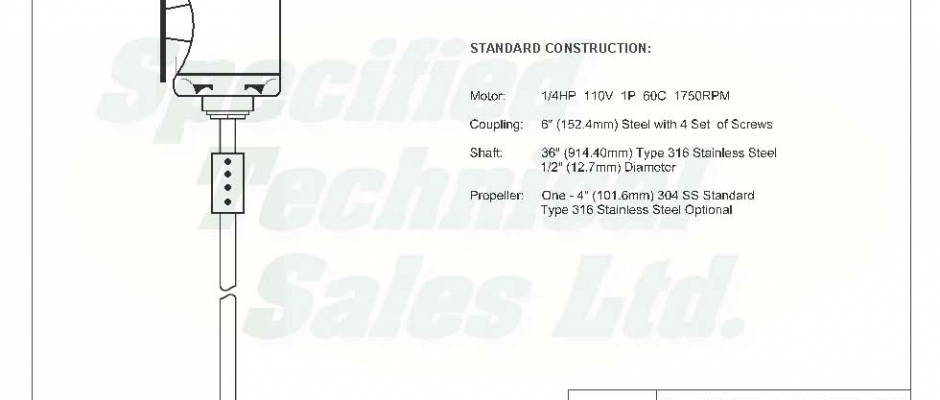 STANDARD CONSTRUCTION:
Motor: 1/4HP 110V 1P 60C 1750RPM
Coupling: 6" (152.4mm) Steel with 4 Set of Screws
Shaft: 36" (914.40mm) Type 316 Stainless Steel
1/2" (12.7mm) Diameter
Propeller: One - 4" (101.6mm) 304 SS Standard
Type 316 Stainless Steel Optional
Specified
Technical
Sales Ltd.